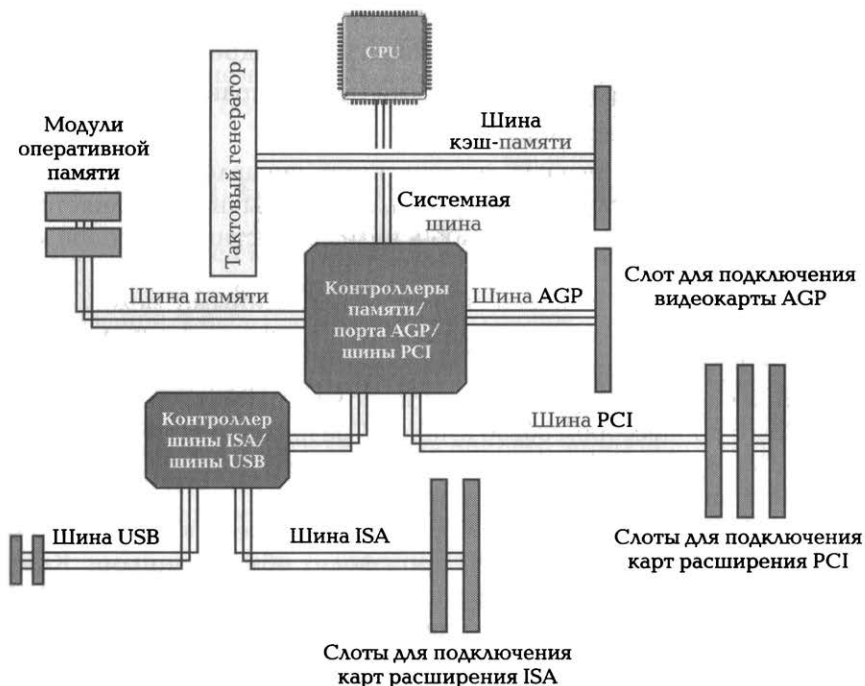 CPU
Тактовый генератор
Модули
оперативной
памяти
Шина
кэш-памяти
Системная
шина
Шина памяти
Контроллеры
памяти/
порта AGP/
шины PCI
Шина AGP
Слот для подключения
видеокарты AGP
Контроллер
шины ISA/
шины USB
Шина PCI
Шина USB
Шина ISA
Слоты для подключения
карт расширения PCI
Слоты для подключения
карт расширения ISA